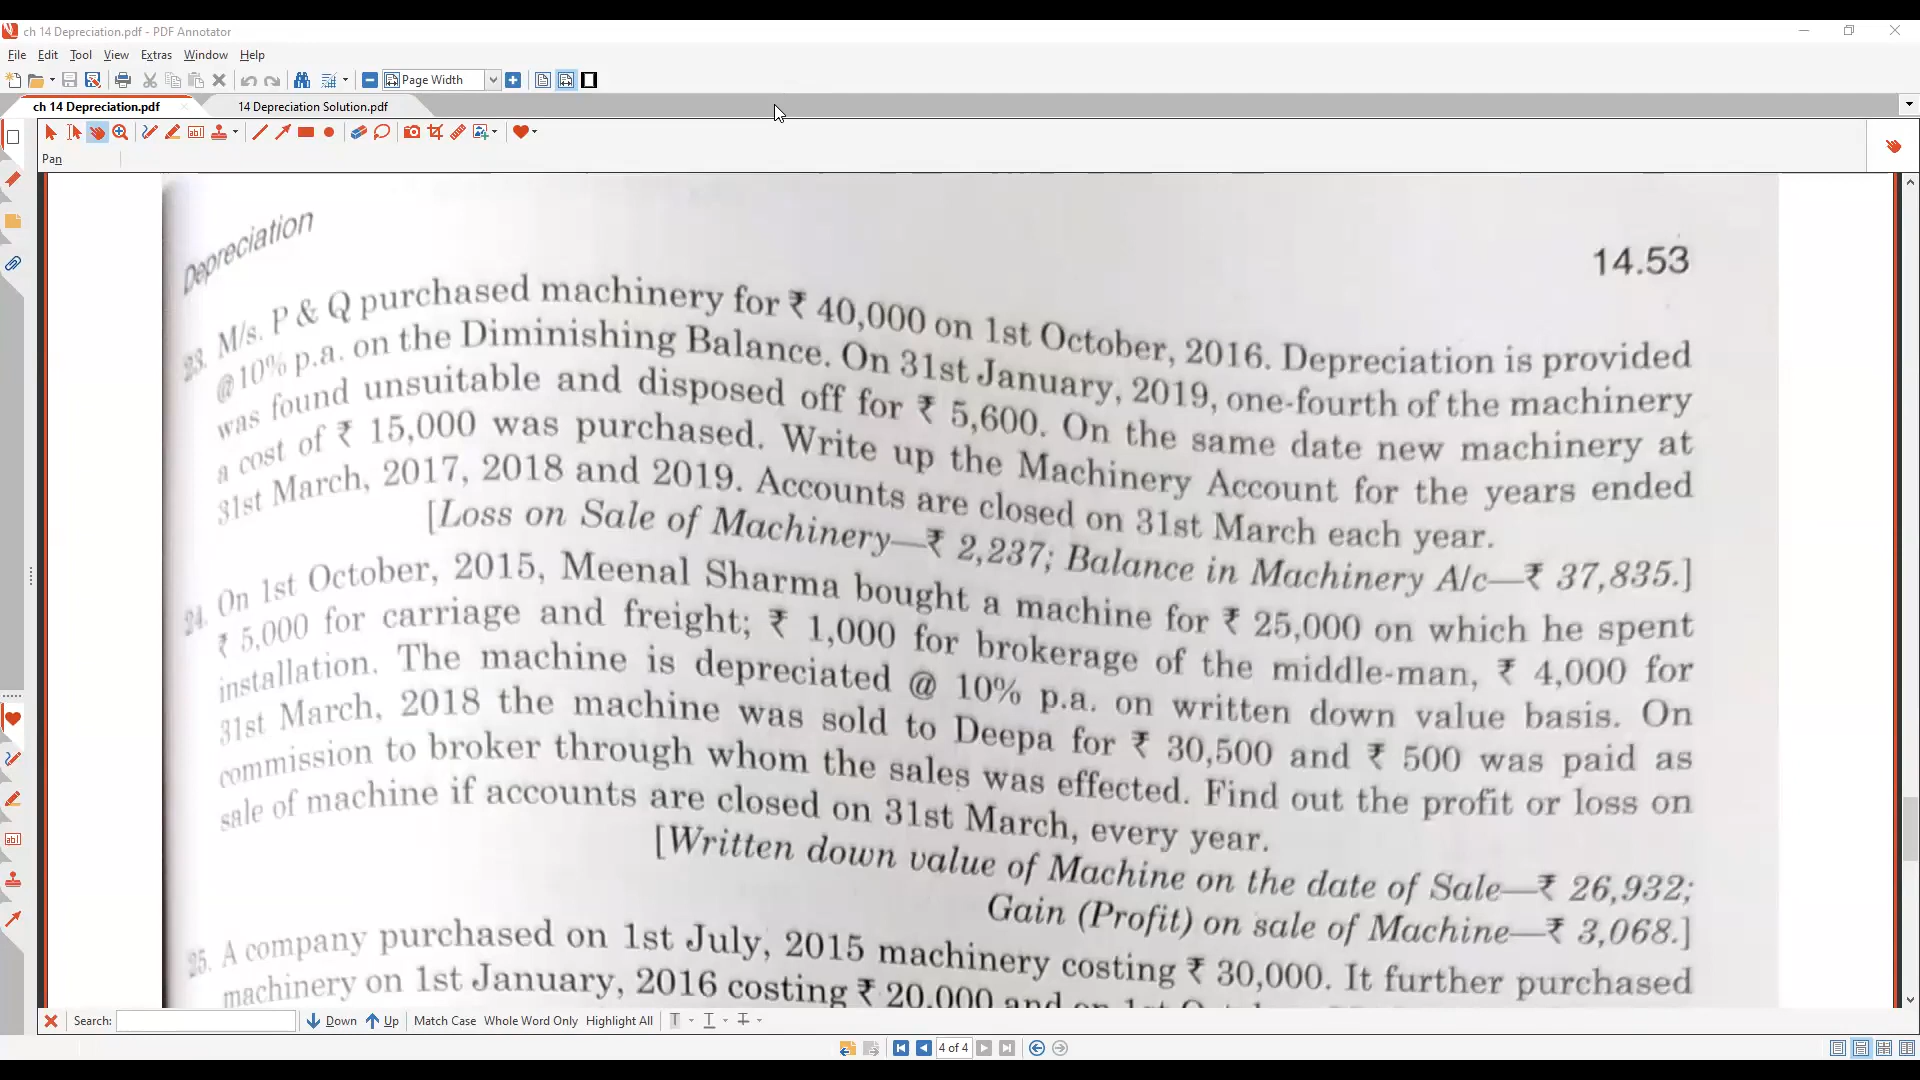 ch 14 Depreciation.pdf - PDF Annotator
File Edit Tool View Extras Window Help
Page Width
ch 14 Depreciation.pdf 14 Depreciation Solution.pdf
Pan
Depreciation
14.53
23. M/s. P & Q purchased machinery for ₹ 40,000 on 1st October, 2016. Depreciation is provided
@10% p.a. on the Diminishing Balance. On 31st January, 2019, one-fourth of the machinery
was found unsuitable and disposed off for ₹ 5,600. On the same date new machinery at
a cost of ₹ 15,000 was purchased. Write up the Machinery Account for the years ended
31st March, 2017, 2018 and 2019. Accounts are closed on 31st March each year.
[Loss on Sale of Machinery—₹ 2,237; Balance in Machinery A/c—₹ 37,835.]
24. On 1st October, 2015, Meenal Sharma bought a machine for ₹ 25,000 on which he spent
₹ 5,000 for carriage and freight; ₹ 1,000 for brokerage of the middle-man, ₹ 4,000 for
installation. The machine is depreciated @ 10% p.a. on written down value basis. On
31st March, 2018 the machine was sold to Deepa for ₹ 30,500 and ₹ 500 was paid as
commission to broker through whom the sales was effected. Find out the profit or loss on
sale of machine if accounts are closed on 31st March, every year.
[Written down value of Machine on the date of Sale—₹ 26,932;
Gain (Profit) on sale of Machine—₹ 3,068.]
25. A company purchased on 1st July, 2015 machinery costing ₹ 30,000. It further purchased
machinery on 1st January, 2016 costing ₹ 20,000 and on 1st
Search: Down Up Match Case Whole Word Only Highlight All
4 of 4